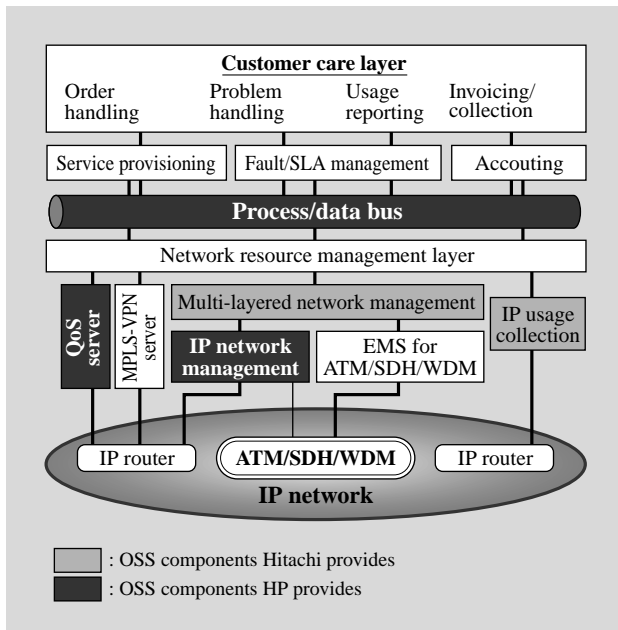 Customer care layer
Order handling
Problem handling
Usage reporting
Invoicing/ collection
Service provisioning
Fault/SLA management
Accouting
Process/data bus
Network resource management layer
QoS server
MPLS-VPN server
Multi-layered network management
IP network management
EMS for ATM/SDH/WDM
IP usage collection
IP router
ATM/SDH/WDM
IP router
IP network
: OSS components Hitachi provides
: OSS components HP provides